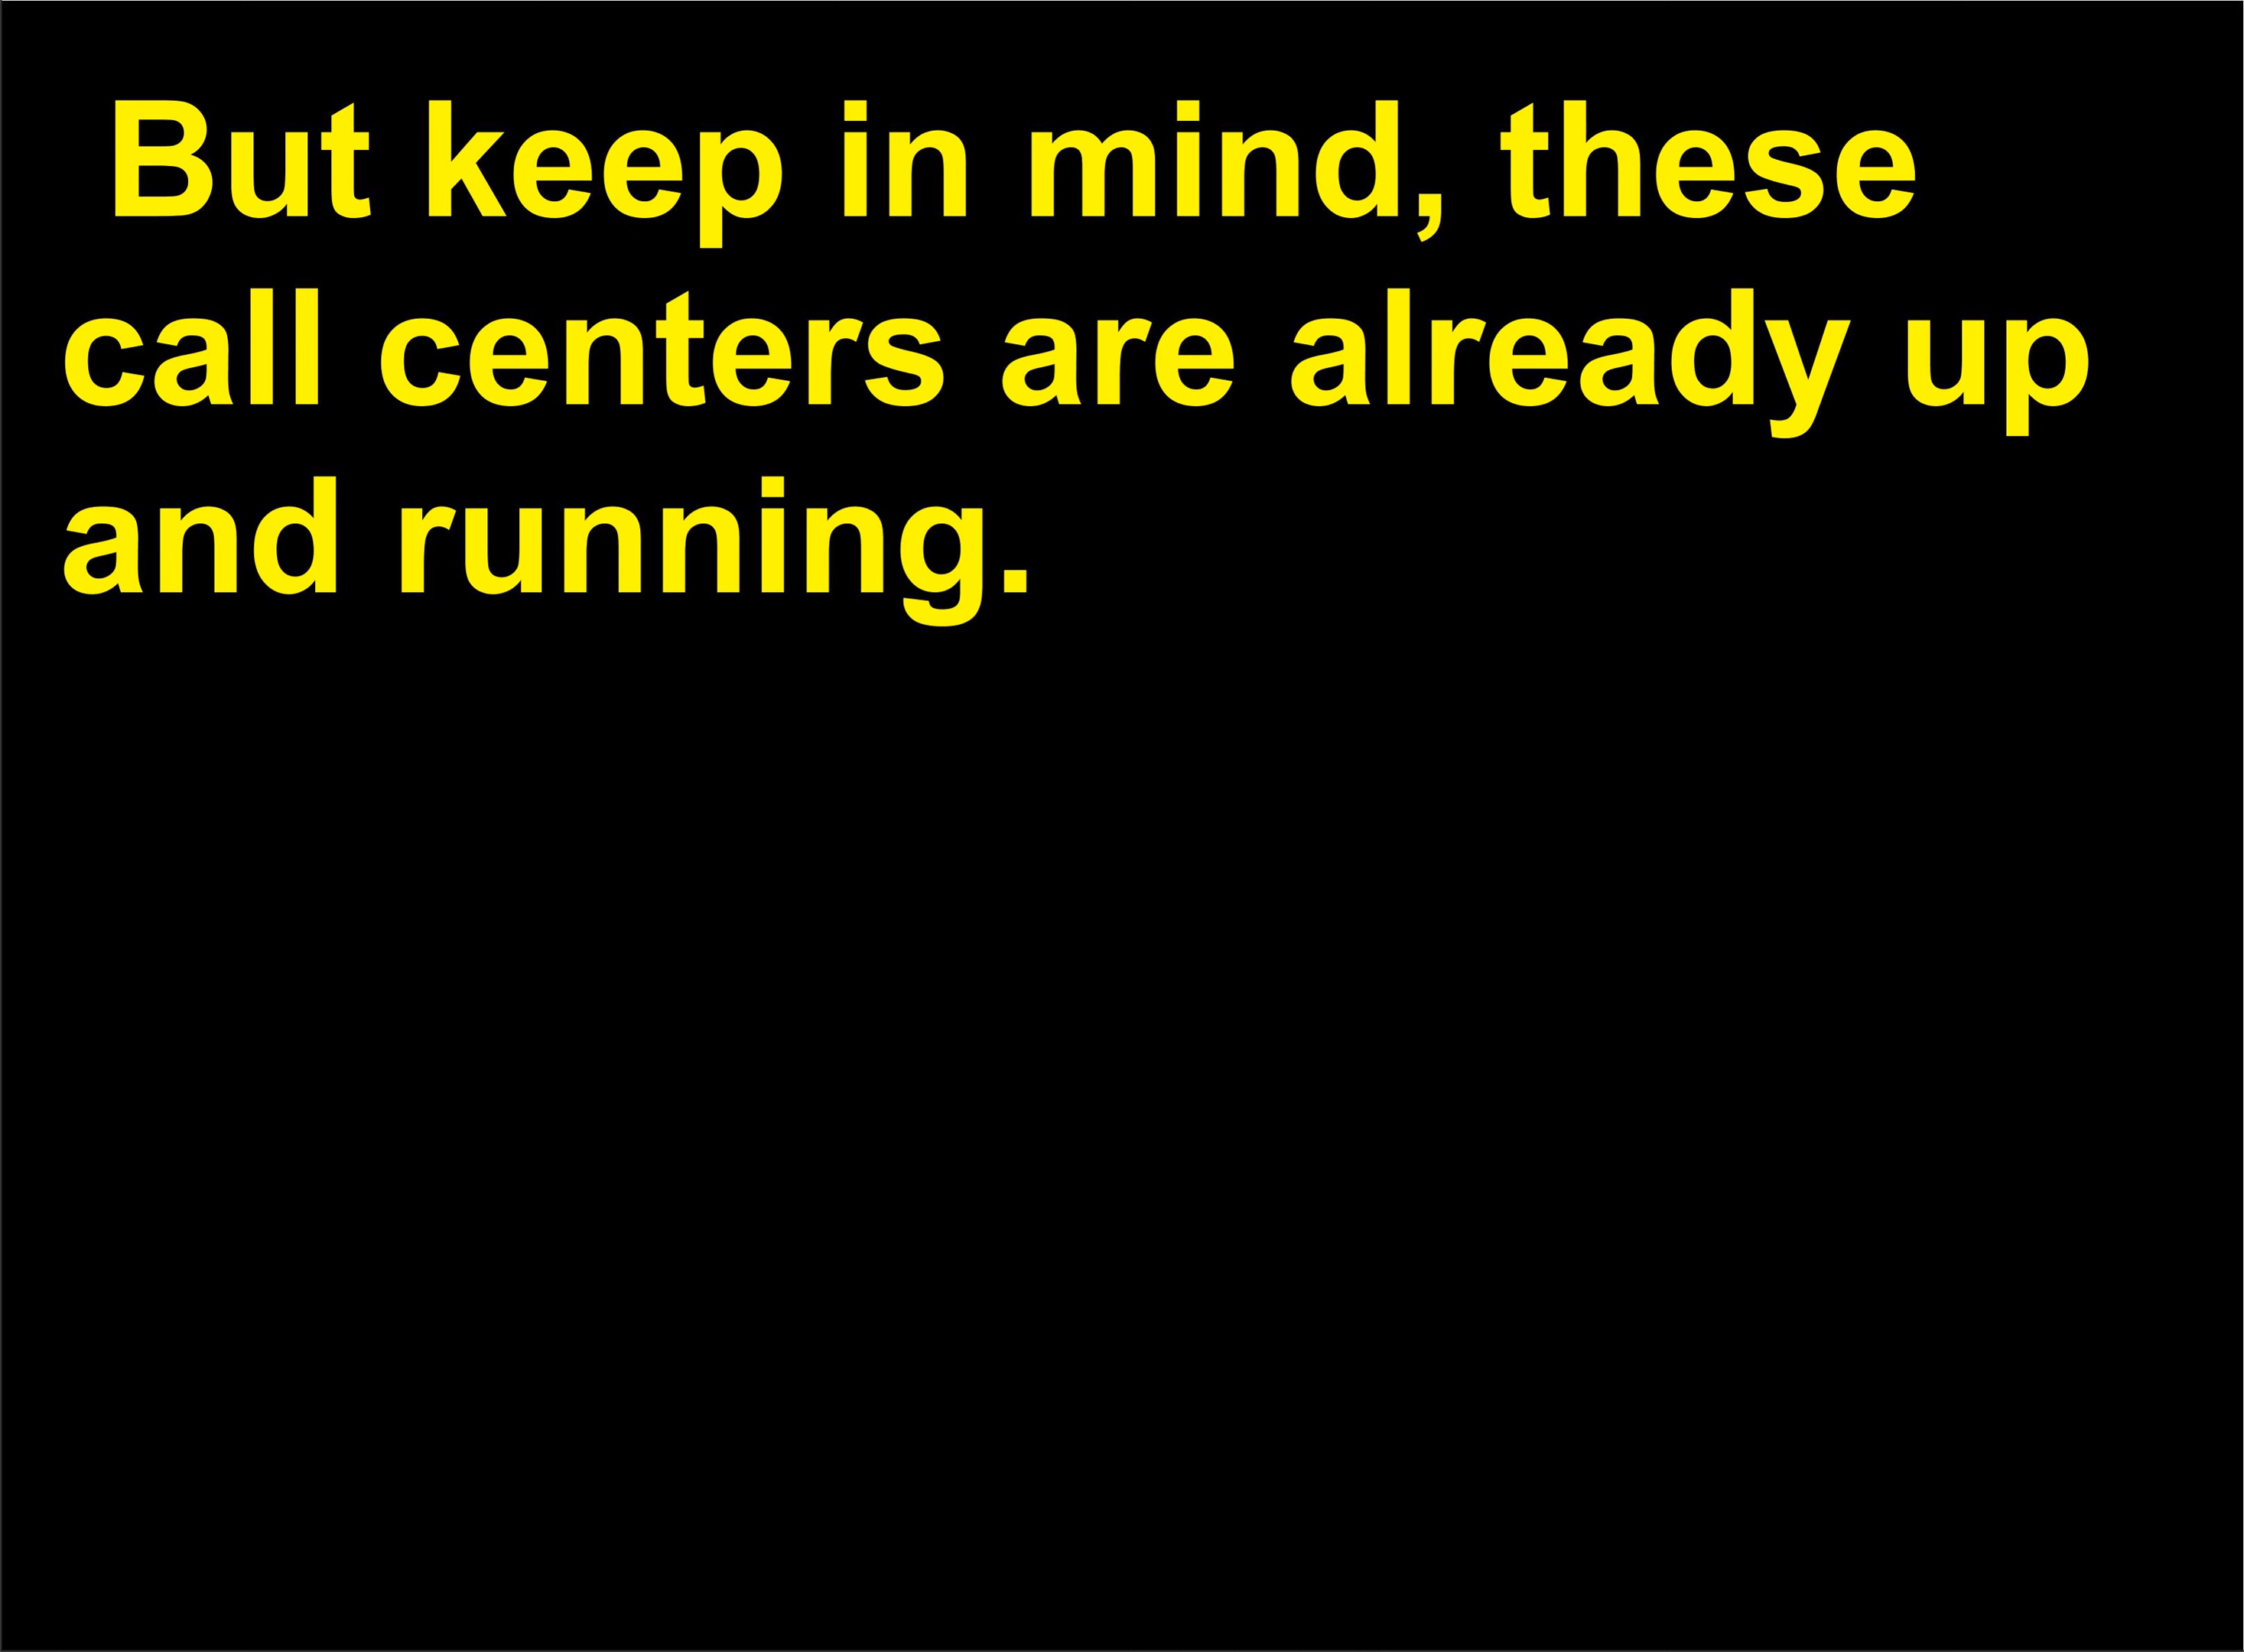 But keep in mind, these
call centers are already up
and running.